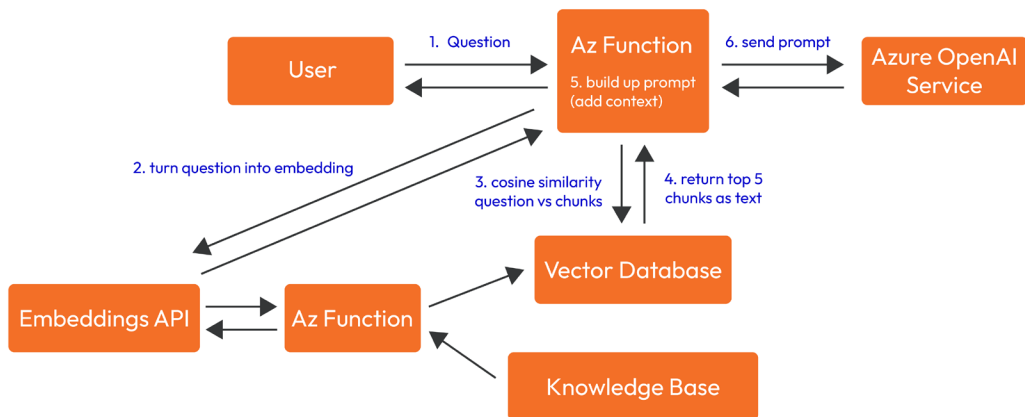 1. Question
Az Function
6. send prompt
User
5. build up prompt
(add context)
Azure OpenAI
Service
2. turn question into embedding
3. cosine similarity
question vs chunks
4. return top 5
chunks as text
Vector Database
Embeddings API
Az Function
Knowledge Base